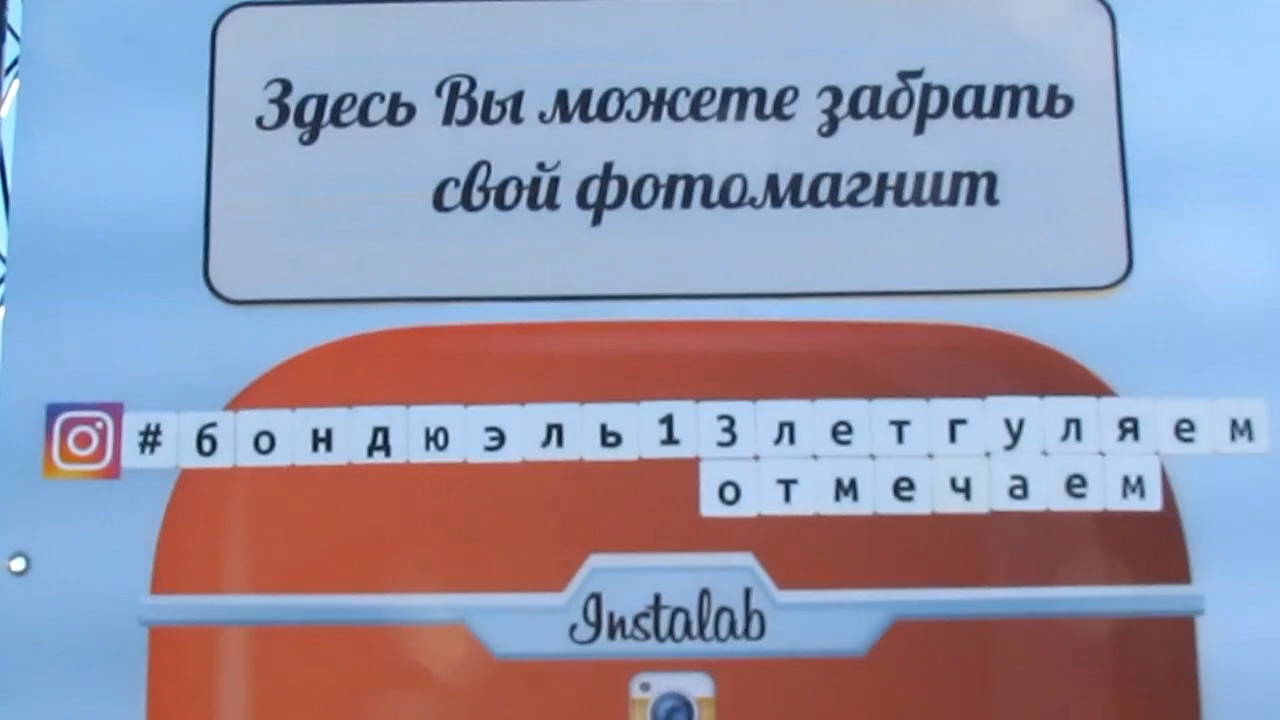 Здесь Вы можете забрать
свой фотомагнит
#бондюэль13летгуляем
отмечаем
Instalab